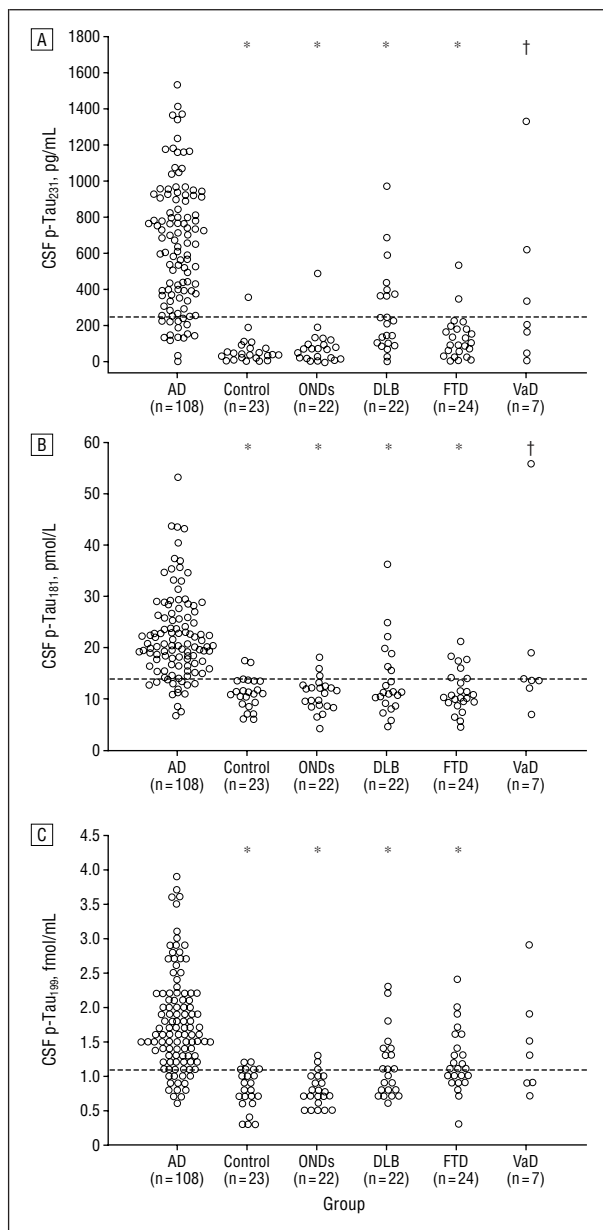 A
* * * * †
1800
1600
1400
1200
1000
800
600
400
200
0
CSF p-Tau231, pg/mL
AD Control ONDs DLB FTD VaD
(n=108) (n=23) (n=22) (n=22) (n=24) (n=7)
B
* * * * †
60
50
40
30
20
10
0
CSF p-Tau181, pmol/L
AD Control ONDs DLB FTD VaD
(n=108) (n=23) (n=22) (n=22) (n=24) (n=7)
C
* * * *
4.5
4.0
3.5
3.0
2.5
2.0
1.5
1.0
0.5
0
CSF p-Tau199, fmol/mL
AD Control ONDs DLB FTD VaD
(n=108) (n=23) (n=22) (n=22) (n=24) (n=7)
Group